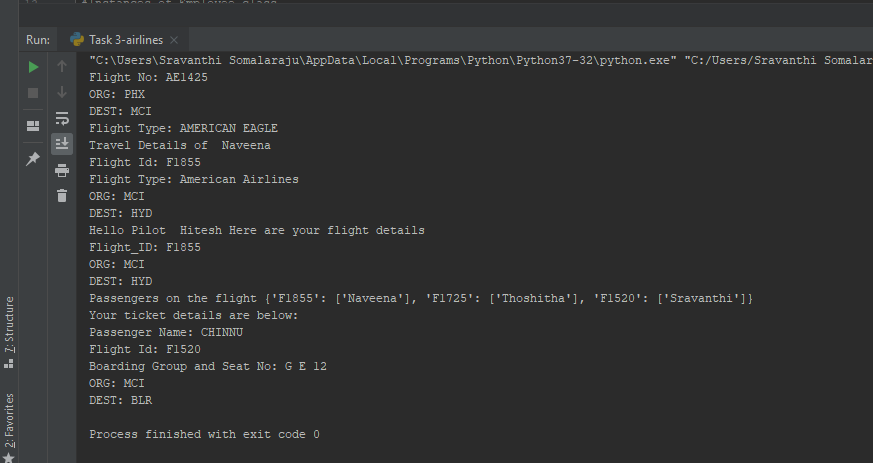 Run:
Task 3-airlines
"C:\Users\Sravanthi Somalaraju\AppData\Local\Programs\Python\Python37-32\python.exe" "C:/Users/Sravanthi Somalar
Flight No: AE1425
ORG: PHX
DEST: MCI
Flight Type: AMERICAN EAGLE
Travel Details of  Naveena
Flight Id: F1855
Flight Type: American Airlines
ORG: MCI
DEST: HYD
Hello Pilot  Hitesh Here are your flight details
Flight_ID: F1855
ORG: MCI
DEST: HYD
Passengers on the flight {'F1855': ['Naveena'], 'F1725': ['Thoshitha'], 'F1520': ['Sravanthi']}
Your ticket details are below:
Passenger Name: CHINNU
Flight Id: F1520
Boarding Group and Seat No: G E 12
ORG: MCI
DEST: BLR
Process finished with exit code 0
7: Structure
2: Favorites